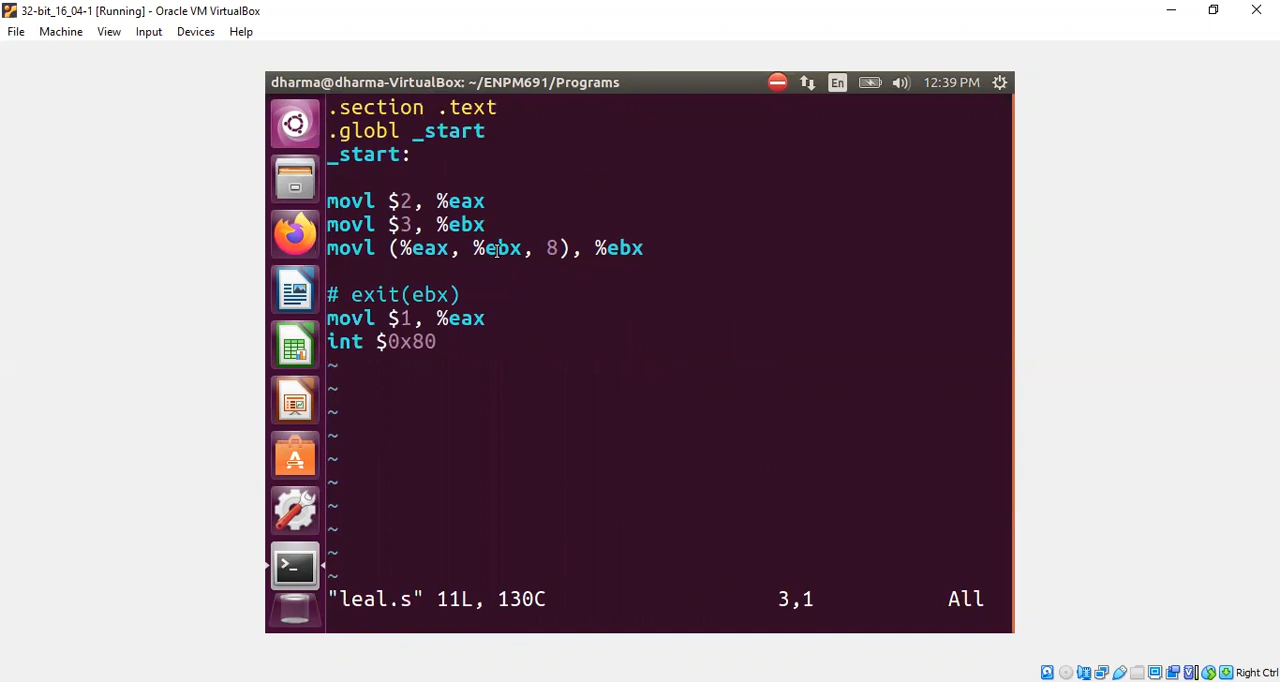 32-bit_16_04-1 [Running] - Oracle VM VirtualBox
File Machine View Input Devices Help
dharma@dharma-VirtualBox: ~/ENPM691/Programs En 12:39 PM
.section .text
.globl _start
_start:
movl $2, %eax
movl $3, %ebx
movl (%eax, %ebx, 8), %ebx
# exit(ebx)
movl $1, %eax
int $0x80
~
~
~
~
~
~
~
~
~
~
"leal.s" 11L, 130C 3,1 All
Right Ctrl